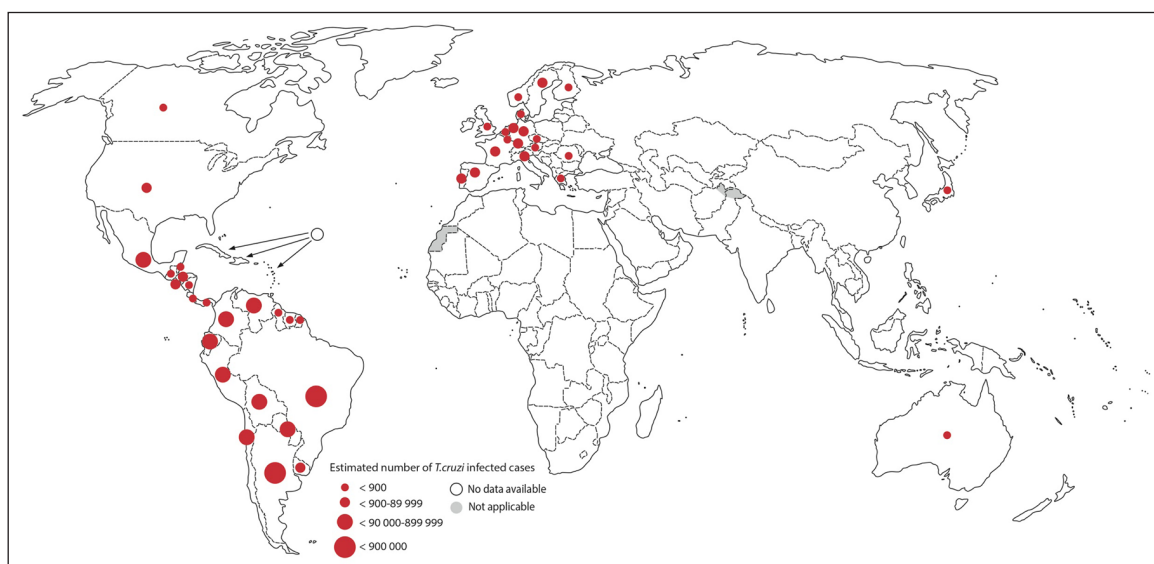 Estimated number of T.cruzi infected cases
< 900
< 900-89 999
< 90 000-899 999
< 900 000
No data available
Not applicable